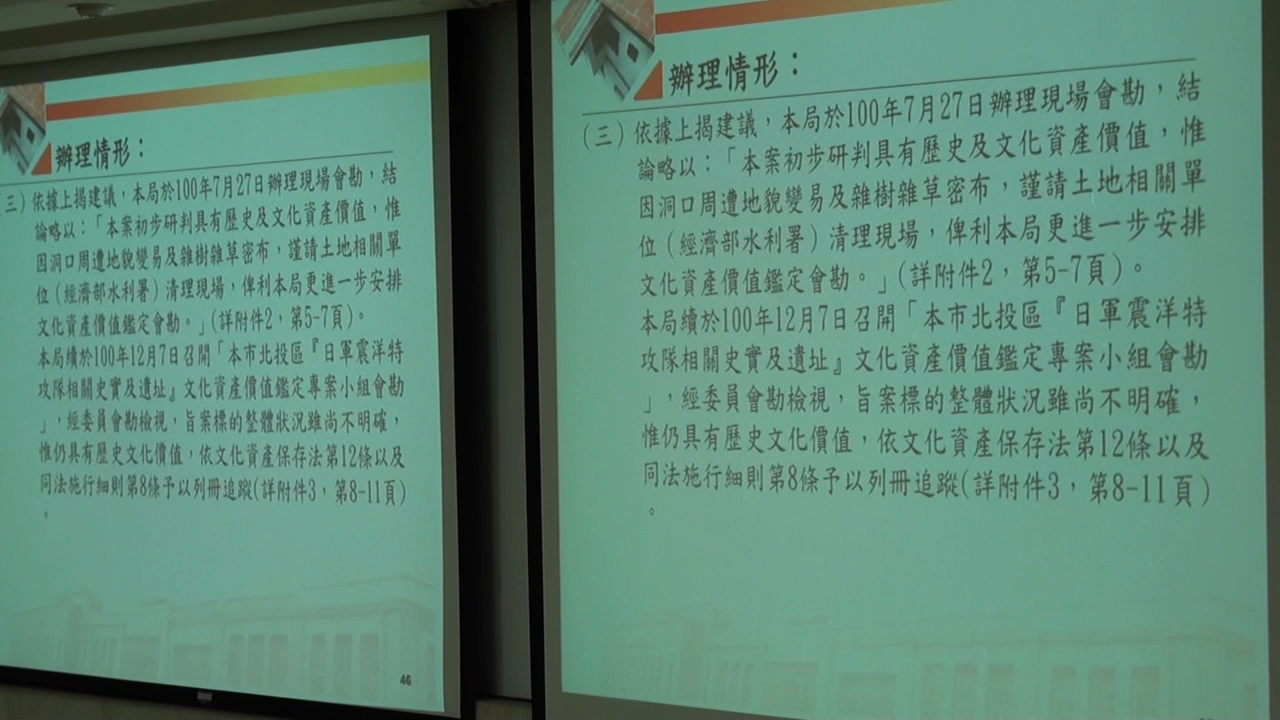 辦理情形：
三）依據上揭建議，本局於100年7月27日辦理現場會勘，結
論略以：「本案初步研判具有歷史及文化資產價值，惟
因洞口周遭地貌變易及雜樹雜草密布，謹請土地相關單
位（經濟部水利署）清理現場，俾利本局更進一步安排
文化資產價值鑑定會勘。」（詳附件2，第5-7頁）。
本局續於100年12月7日召開「本市北投區『日軍震洋特
攻隊相關史實及遺址』文化資產價值鑑定專案小組會勘
」，經委員會勘檢視，旨案標的整體狀況雖尚不明確，
惟仍具有歷史文化價值，依文化資產保存法第12條以及
同法施行細則第8條予以列冊追蹤(詳附件3，第8-11頁)
。
46
辦理情形：
（三）依據上揭建議，本局於100年7月27日辦理現場會勘，結
論略以：「本案初步研判具有歷史及文化資產價值，惟
因洞口周遭地貌變易及雜樹雜草密布，謹請土地相關單
位（經濟部水利署）清理現場，俾利本局更進一步安排
文化資產價值鑑定會勘。」（詳附件2，第5-7頁）。
本局續於100年12月7日召開「本市北投區『日軍震洋特
攻隊相關史實及遺址』文化資產價值鑑定專案小組會勘
」，經委員會勘檢視，旨案標的整體狀況雖尚不明確，
惟仍具有歷史文化價值，依文化資產保存法第12條以及
同法施行細則第8條予以列冊追蹤(詳附件3，第8-11頁)
。